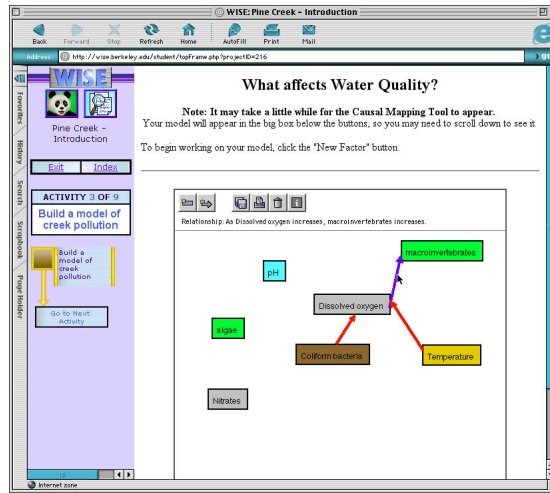 WISE: Pine Creek - Introduction
Back Forward Stop Refresh Home AutoFill Print Mail
Address: http://wise.berkeley.edu/student/topFrame.php?projectID=216
Favorites
History
Search
Scrapbook
Page Holder
WISE
Pine Creek -
Introduction
Exit Index
ACTIVITY 3 OF 9
Build a model of
creek pollution
Build a
model of
creek
pollution
Go to Next
Activity
What affects Water Quality?
Note: It may take a little while for the Causal Mapping Tool to appear.
Your model will appear in the big box below the buttons, so you may need to scroll down to see it.
To begin working on your model, click the "New Factor" button.
Relationship: As Dissolved oxygen increases, macroinvertebrates increases.
macroinvertebrates
pH
Dissolved oxygen
algae
Coliform bacteria
Temperature
Nitrates
Internet zone